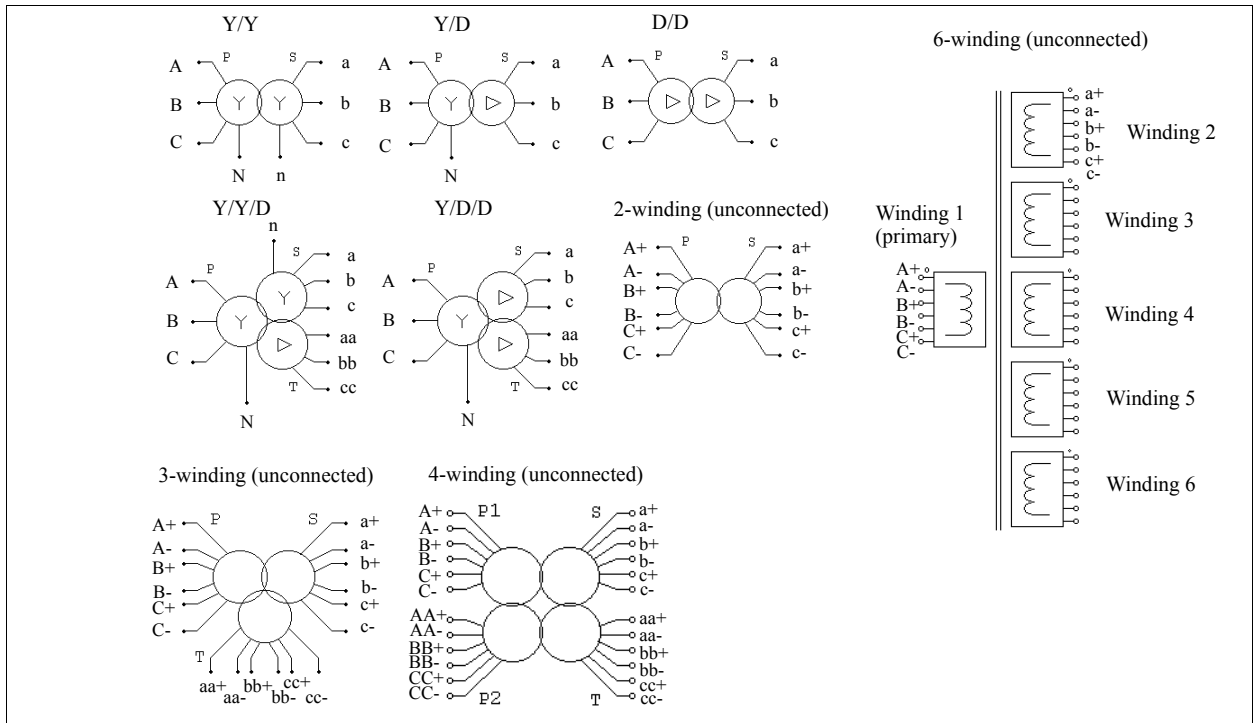 Y/Y
Y/D
D/D
6-winding (unconnected)
P S
A a
B Y Y b
C c
N n
P S
A a
B Y b
C c
N
P S
A a
B b
C c
a+
a-
b+
b-
c+
c-
Winding 2
Y/Y/D
Y/D/D
2-winding (unconnected)
Winding 1
(primary)
Winding 3
n
P S
A a
b
Y
c
B Y
aa
C bb
T cc
N
P S
A a
b
c
B Y
aa
C bb
T cc
N
P S
A+ a+
A- a-
B+ b+
B- b-
C+ c+
C- c-
A+
A-
B+
B-
C+
C-
Winding 4
Winding 5
Winding 6
3-winding (unconnected)
4-winding (unconnected)
P S
A+ a+
A- a-
B+ b+
B- b-
C+ c+
C- c-
T
aa+ aa- bb+ bb- cc+ cc-
P1 S
A+ a+
A- a-
B+ b+
B- b-
C+ c+
C- c-
AA+ aa+
AA- aa-
BB+ bb+
BB- bb-
CC+ cc+
CC- cc-
P2 T